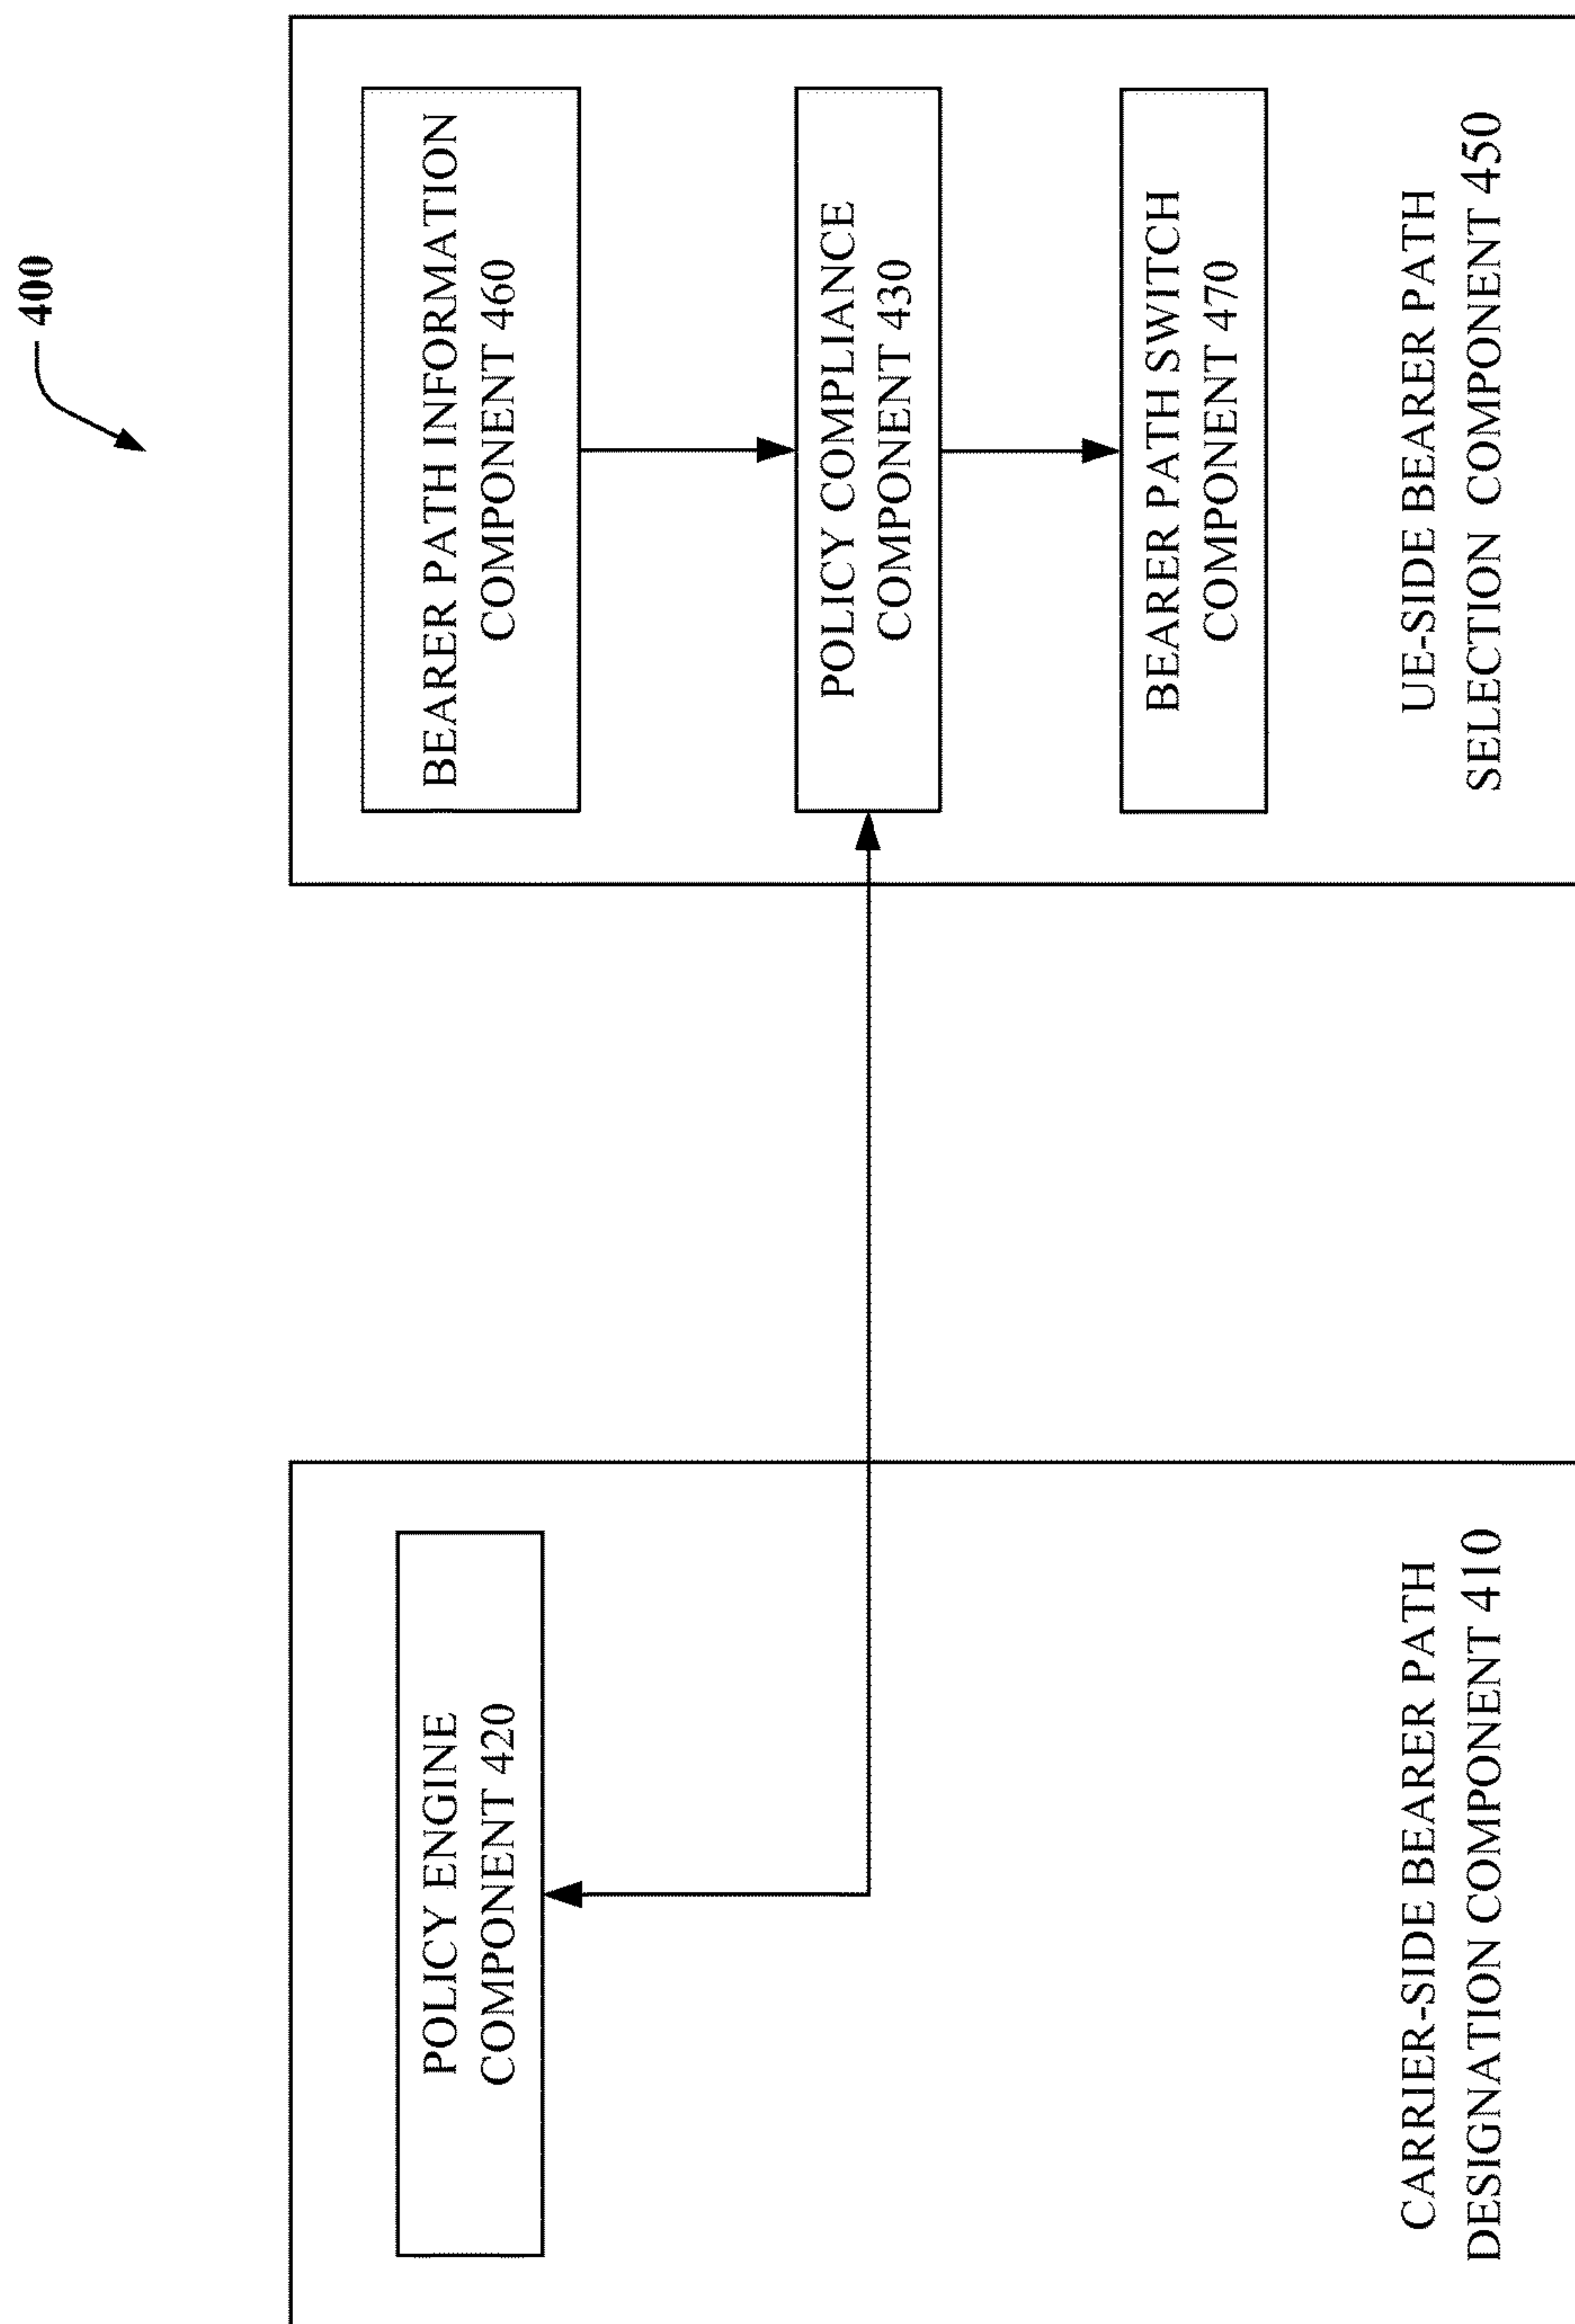 400
POLICY ENGINE
COMPONENT 420
CARRIER-SIDE BEARER PATH
DESIGNATION COMPONENT 410
BEARER PATH INFORMATION
COMPONENT 460
POLICY COMPLIANCE
COMPONENT 430
BEARER PATH SWITCH
COMPONENT 470
UE-SIDE BEARER PATH
SELECTION COMPONENT 450